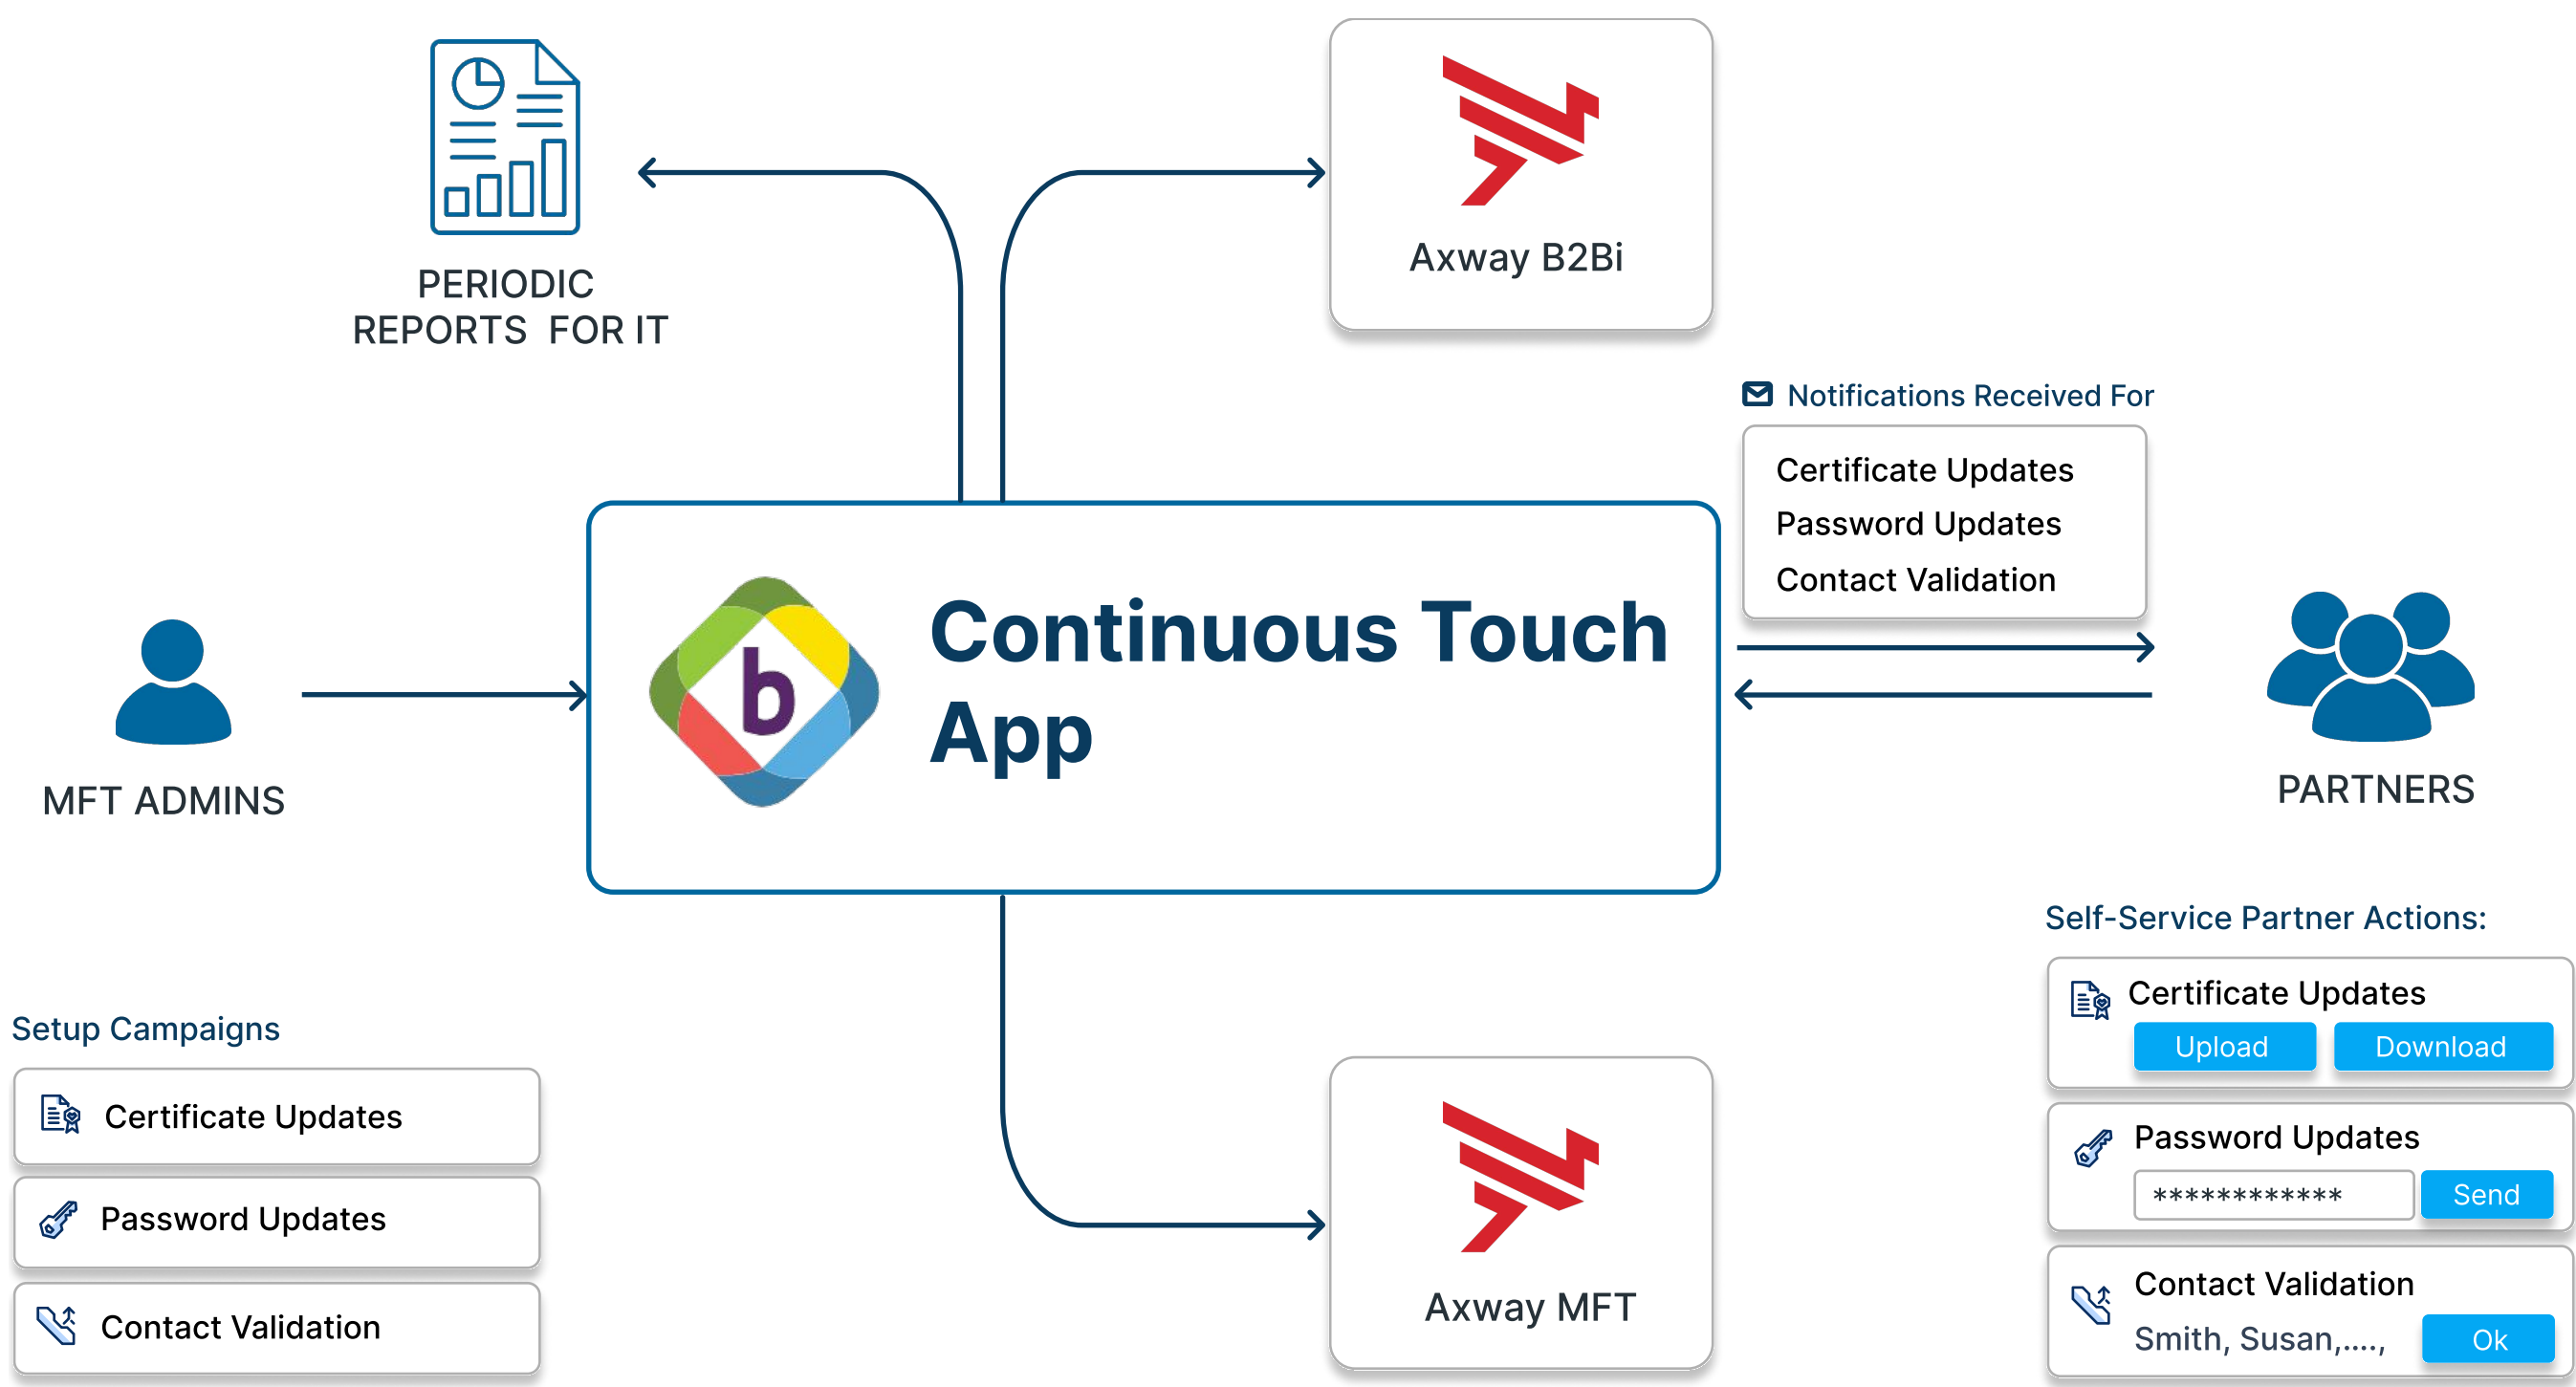 PERIODIC
REPORTS FOR IT
Axway B2Bi
Notifications Received For
Certificate Updates
Password Updates
Contact Validation
b
Continuous Touch
App
MFT ADMINS
PARTNERS
Setup Campaigns
Certificate Updates
Password Updates
Contact Validation
Axway MFT
Self-Service Partner Actions:
Certificate Updates
Upload Download
Password Updates
************ Send
Contact Validation
Smith, Susan,...., Ok